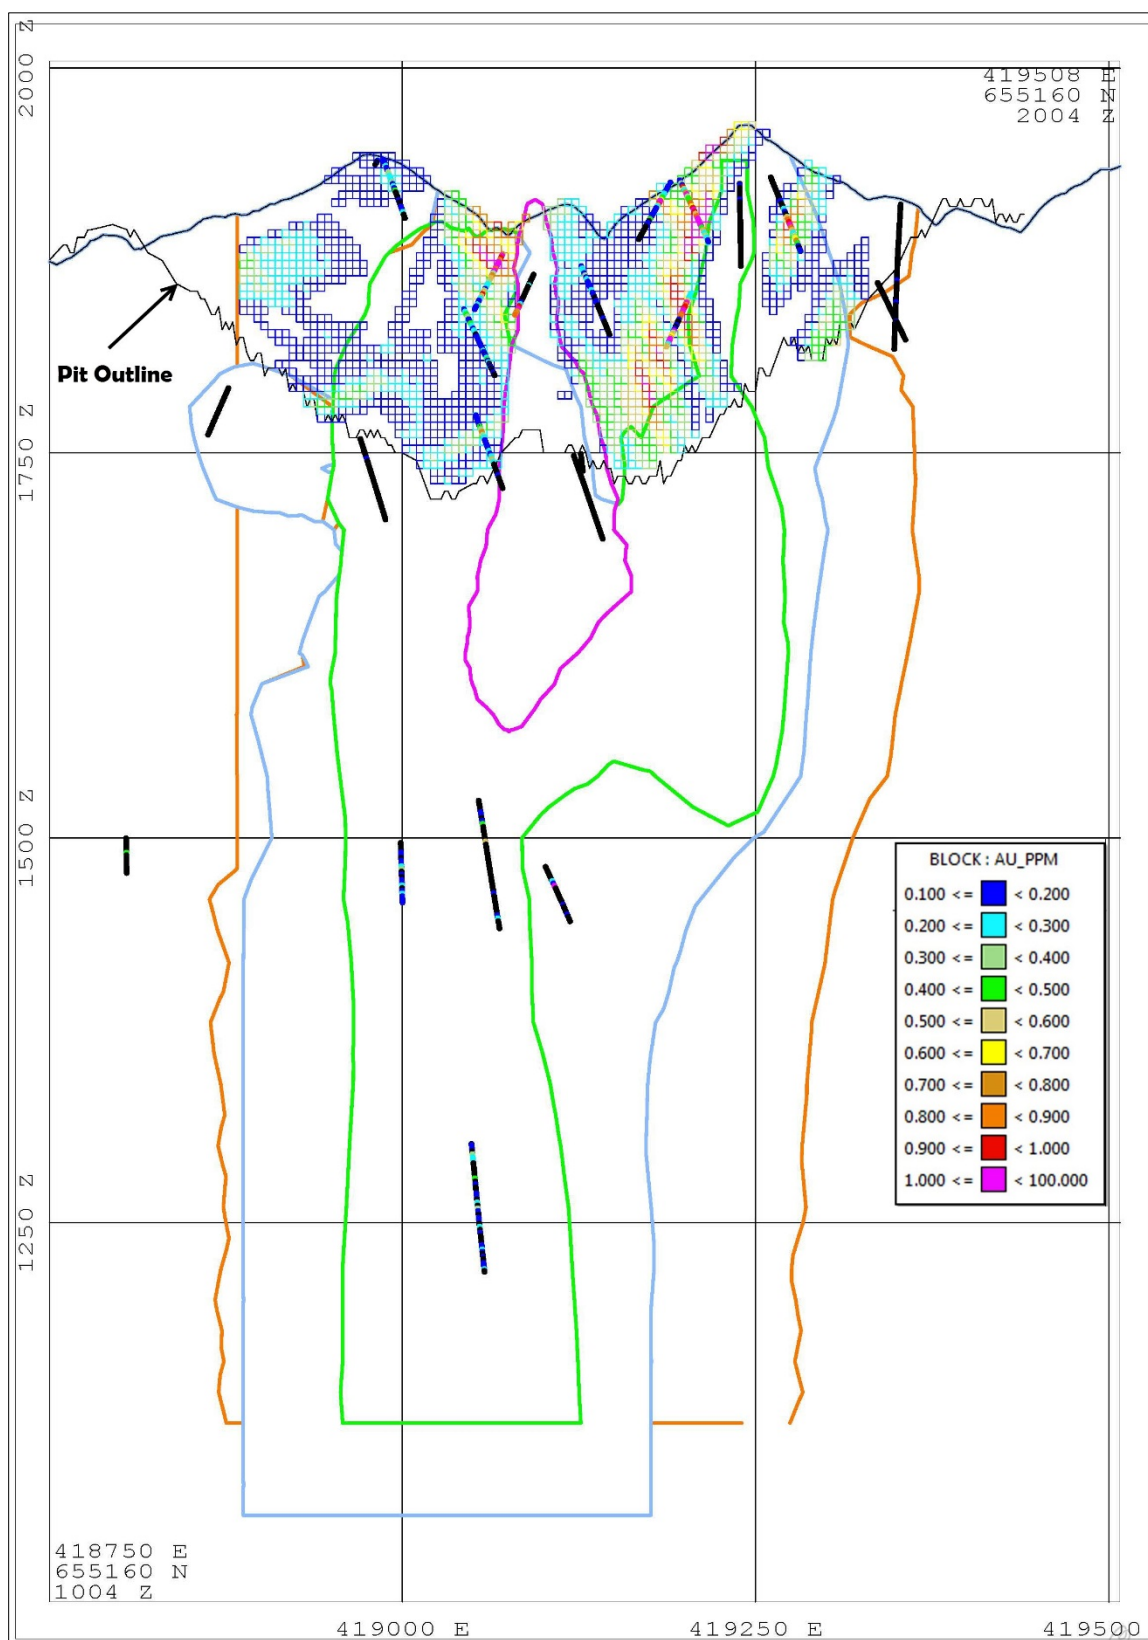 2000 Z
419508 E
655160 N
2004 Z
Pit Outline
1750 Z
1500 Z
BLOCK : AU_PPM
0.100 <= < 0.200
0.200 <= < 0.300
0.300 <= < 0.400
0.400 <= < 0.500
0.500 <= < 0.600
0.600 <= < 0.700
0.700 <= < 0.800
0.800 <= < 0.900
0.900 <= < 1.000
1.000 <= < 100.000
1250 Z
418750 E
655160 N
1004 Z
419000 E
419250 E
419500